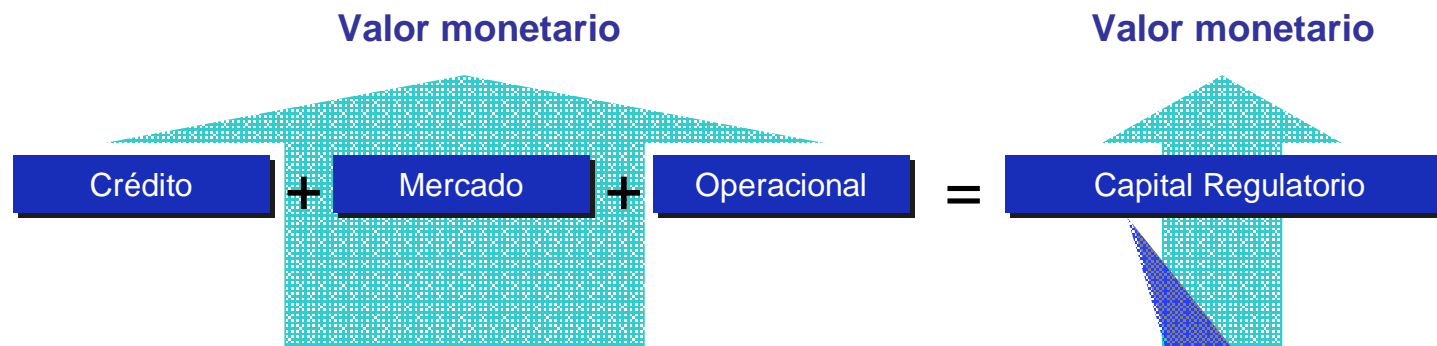 Valor monetario Valor monetario
Crédito + Mercado + Operacional = Capital Regulatorio